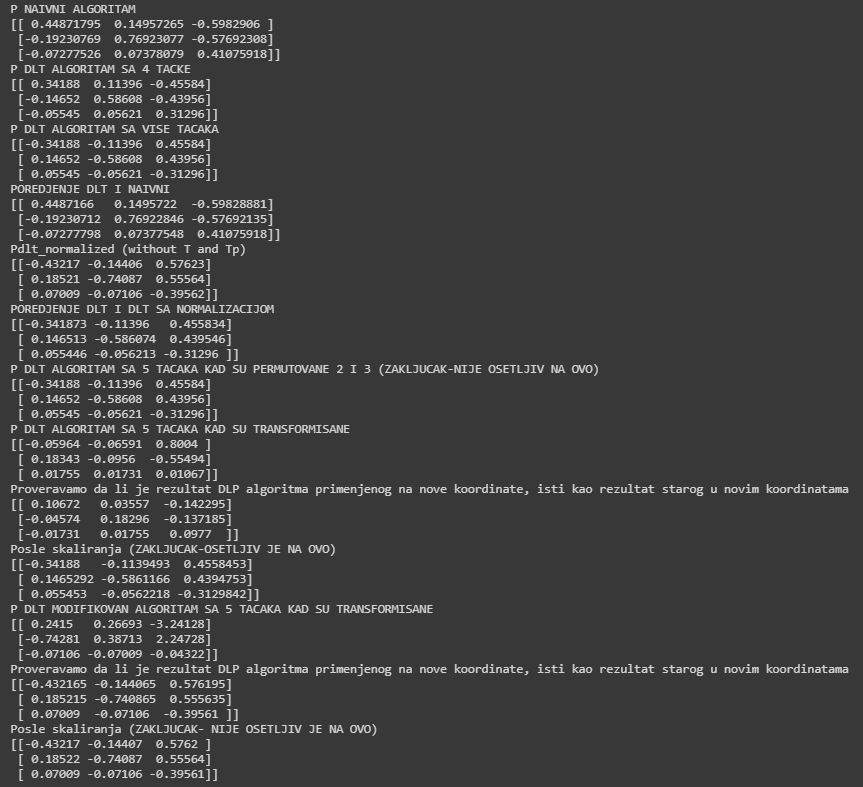 P NAIVNI ALGORITAM
[[ 0.44871795  0.14957265 -0.5982906 ]
 [-0.19230769  0.76923077 -0.57692308]
 [-0.07277526  0.07378079  0.41075918]]
P DLT ALGORITAM SA 4 TACKE
[[ 0.34188  0.11396 -0.45584]
 [-0.14652  0.58608 -0.43956]
 [-0.05545  0.05621  0.31296]]
P DLT ALGORITAM SA VISE TACAKA
[[-0.34188 -0.11396  0.45584]
 [ 0.14652 -0.58608  0.43956]
 [ 0.05545 -0.05621 -0.31296]]
POREDJENJE DLT I NAIVNI
[[ 0.4487166   0.1495722  -0.59828881]
 [-0.19230712  0.76922846 -0.57692135]
 [-0.07277798  0.07377548  0.41075918]]
Pdlt_normalized (without T and Tp)
[[-0.43217 -0.14406  0.57623]
 [ 0.18521 -0.74087  0.55564]
 [ 0.07009 -0.07106 -0.39562]]
POREDJENJE DLT I DLT SA NORMALIZACIJOM
[[-0.341873 -0.11396   0.455834]
 [ 0.146513 -0.586074  0.439546]
 [ 0.055446 -0.056213 -0.31296 ]]
P DLT ALGORITAM SA 5 TACAKA KAD SU PERMUTOVANE 2 I 3 (ZAKLJUCAK-NIJE OSETLJIV NA OVO)
[[-0.34188 -0.11396  0.45584]
 [ 0.14652 -0.58608  0.43956]
 [ 0.05545 -0.05621 -0.31296]]
P DLT ALGORITAM SA 5 TACAKA KAD SU TRANSFORMISANE
[[-0.05964 -0.06591  0.8004 ]
 [ 0.18343 -0.0956  -0.55494]
 [ 0.01755  0.01731  0.01067]]
Proveravamo da li je rezultat DLP algoritma primenjenog na nove koordinate, isti kao rezultat starog u novim koordinatama
[[ 0.10672   0.03557  -0.142295]
 [-0.04574   0.18296  -0.137185]
 [-0.01731   0.01755   0.0977  ]]
Posle skaliranja (ZAKLJUCAK-OSETLJIV JE NA OVO)
[[-0.34188   -0.1139493  0.4558453]
 [ 0.1465292 -0.5861166  0.4394753]
 [ 0.055453  -0.0562218 -0.3129842]]
P DLT MODIFIKOVAN ALGORITAM SA 5 TACAKA KAD SU TRANSFORMISANE
[[ 0.2415   0.26693 -3.24128]
 [-0.74281  0.38713  2.24728]
 [-0.07106 -0.07009 -0.04322]]
Proveravamo da li je rezultat DLP algoritma primenjenog na nove koordinate, isti kao rezultat starog u novim koordinatama
[[-0.432165 -0.144065  0.576195]
 [ 0.185215 -0.740865  0.555635]
 [ 0.07009  -0.07106  -0.39561 ]]
Posle skaliranja (ZAKLJUCAK- NIJE OSETLJIV JE NA OVO)
[[-0.43217 -0.14407  0.5762 ]
 [ 0.18522 -0.74087  0.55564]
 [ 0.07009 -0.07106 -0.39561]]